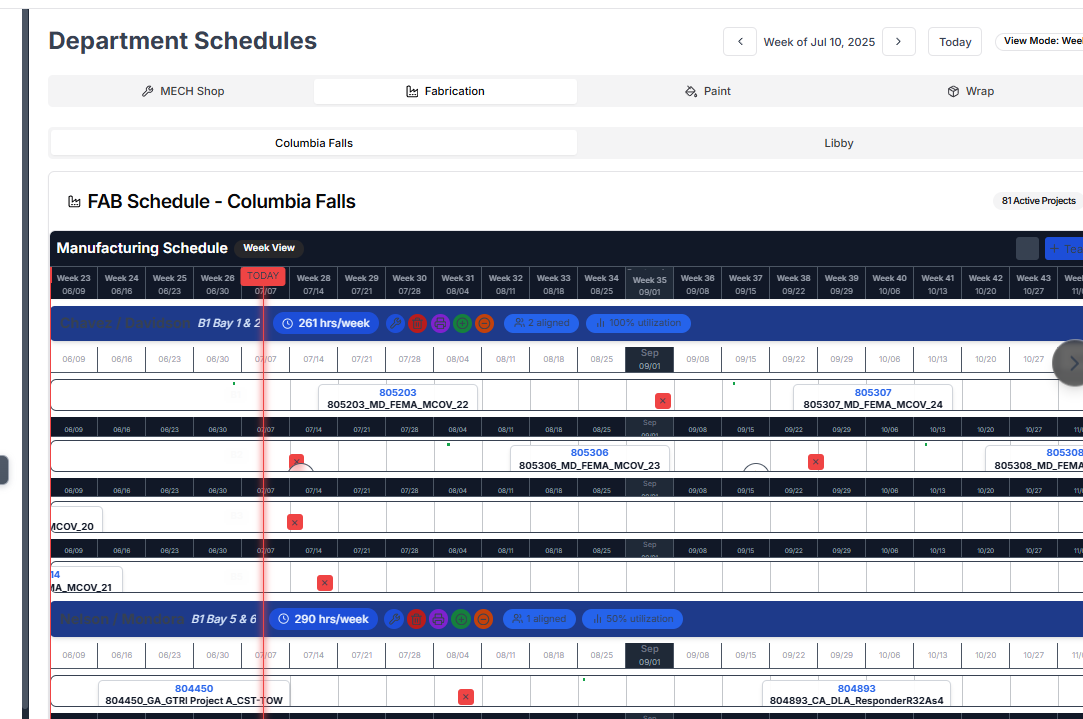 Department Schedules
Week of Jul 10, 2025
Today
View Mode: Wee
MECH Shop
Fabrication
Paint
Wrap
Columbia Falls
Libby
FAB Schedule - Columbia Falls
81 Active Projects
Manufacturing Schedule
Week View
Week 23 Week 24 Week 25 Week 26 TODAY Week 28 Week 29 Week 30 Week 31 Week 32 Week 33 Week 34 Week 35 Week 36 Week 37 Week 38 Week 39 Week 40 Week 41 Week 42 Week 43
06/09 06/16 06/23 06/30 07/07 07/14 07/21 07/28 08/04 08/11 08/18 08/25 09/01 09/08 09/15 09/22 09/29 10/06 10/13 10/20 10/27 11/
Chavez / Davidson B1 Bay 1 & 2 261 hrs/week 2 aligned 100% utilization
Sep
06/09 06/16 06/23 06/30 07/07 07/14 07/21 07/28 08/04 08/11 08/18 08/25 09/01 09/08 09/15 09/22 09/29 10/06 10/13 10/20 10/27
805203 805307
805203_MD_FEMA_MCOV_22 805307_MD_FEMA_MCOV_24
Sep
06/09 06/16 06/23 06/30 07/07 07/14 07/21 07/28 08/04 08/11 08/18 08/25 09/01 09/08 09/15 09/22 09/29 10/06 10/13 10/20 10/27 11/
805306 805308
805306_MD_FEMA_MCOV_23 805308_MD_FEMA
Sep
06/09 06/16 06/23 06/30 07/07 07/14 07/21 07/28 08/04 08/11 08/18 08/25 09/01 09/08 09/15 09/22 09/29 10/06 10/13 10/20 10/27 11/
MCOV_20
Sep
06/09 06/16 06/23 06/30 07/07 07/14 07/21 07/28 08/04 08/11 08/18 08/25 09/01 09/08 09/15 09/22 09/29 10/06 10/13 10/20 10/27 11/
14
MA_MCOV_21
B1 Bay 5 & 6 290 hrs/week 1 aligned 50% utilization
Sep
06/09 06/16 06/23 06/30 07/07 07/14 07/21 07/28 08/04 08/11 08/18 08/25 09/01 09/08 09/15 09/22 09/29 10/06 10/13 10/20 10/27
804450 804893
804450_GA_GTRI Project A_CST-TOW 804893_CA_DLA_ResponderR32As4
Sep